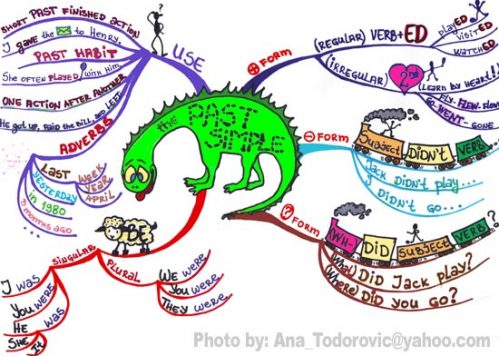 SHORT PAST FINISHED ACTION
I gave the to Henry.
PAST HABIT
She OFTEN PLAYED with HIM.
ONE ACTION AFTER ANOTHER
He got up, PAID the BILL, and LEFT
USE
ADVERBS
LAST
WEEK
YEAR
APRIL
YESTERDAY
in 1980
MONTHS AGO
the PAST
SIMPLE
+ FORM
(REGULAR) VERB+ED
playED
visitED
watchED
(IRREGULAR) 2nd
(Learn by HEART!)
FLY-FLEW-
GO-WENT-GONE
- FORM
SUBJECT DIDN'T VERB
Jack DIDN'T play...
I DIDN'T GO...
? FORM
(WH-) DID SUBJECT VERB?
(What) Did Jack play?
(Where) Did you go?
BE
SINGULAR
I WAS
YOU WERE
HE WAS
SHE
It
PLURAL
WE WERE
YOU WERE
THEY WERE
Photo by: Ana_Todorovic@yahoo.com